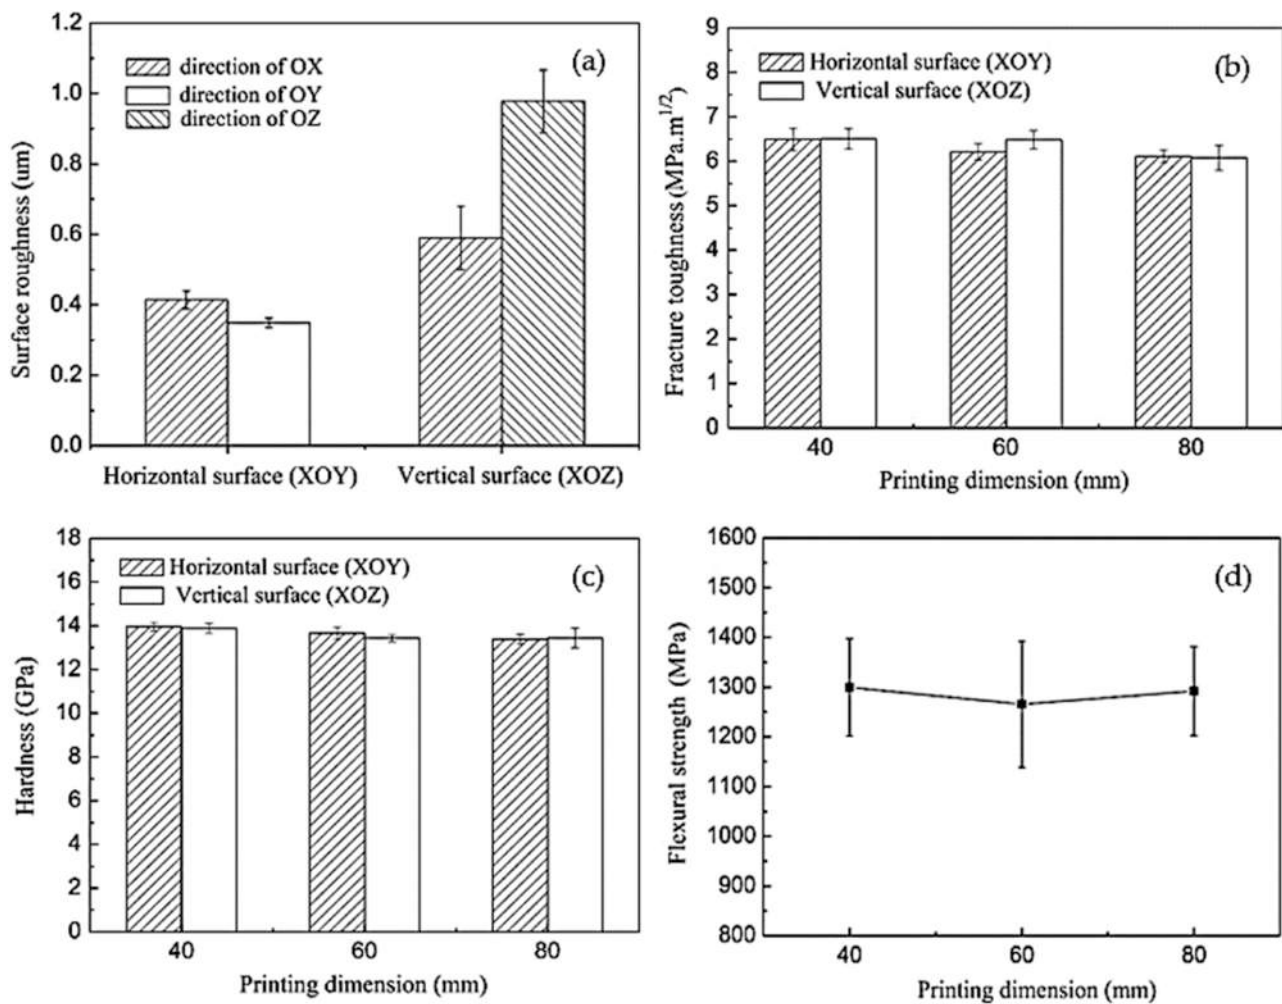 1.2
1.0
0.8
0.6
0.4
0.2
0.0
Surface roughness (um)
direction of OX
direction of OY
direction of OZ
(a)
Horizontal surface (XOY)
Vertical surface (XOZ)
9
8
7
6
5
4
3
2
1
0
Fracture toughness (MPa.m1/2)
Horizontal surface (XOY)
Vertical surface (XOZ)
(b)
40
60
80
Printing dimension (mm)
18
16
14
12
10
8
6
4
2
0
Hardness (GPa)
Horizontal surface (XOY)
Vertical surface (XOZ)
(c)
40
60
80
Printing dimension (mm)
1600
1500
1400
1300
1200
1100
1000
900
800
Flexural strength (MPa)
(d)
40
60
80
Printing dimension (mm)